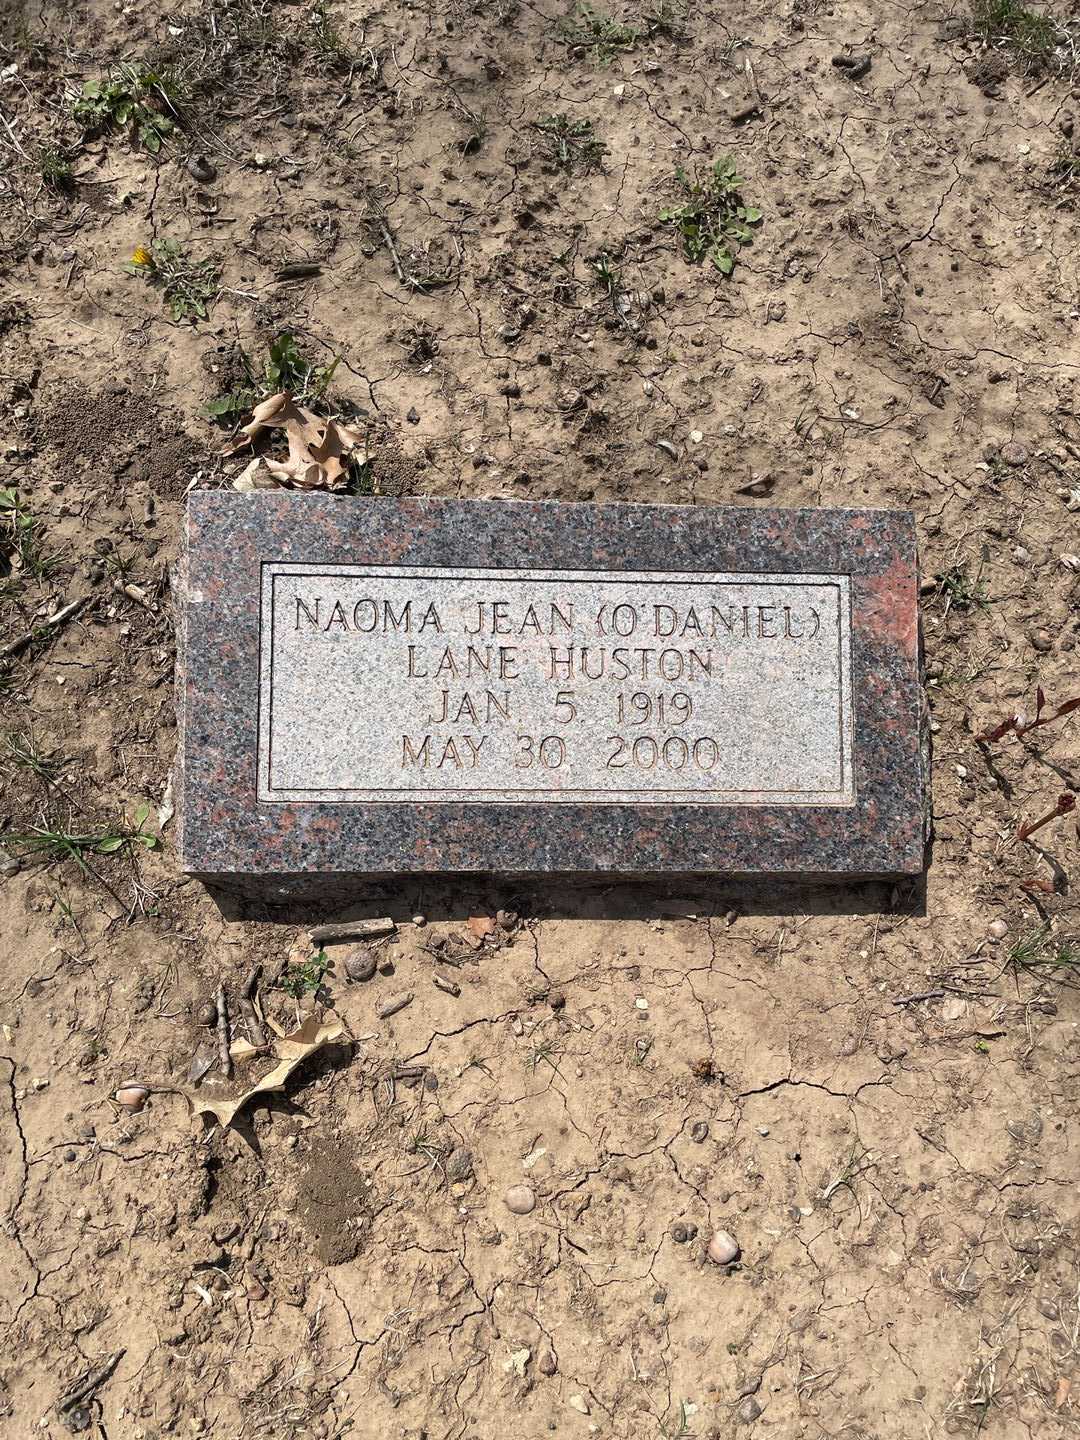 NAOMA JEAN (O'DANIEL)
LANE HUSTON
JAN. 5, 1919
MAY 30, 2000